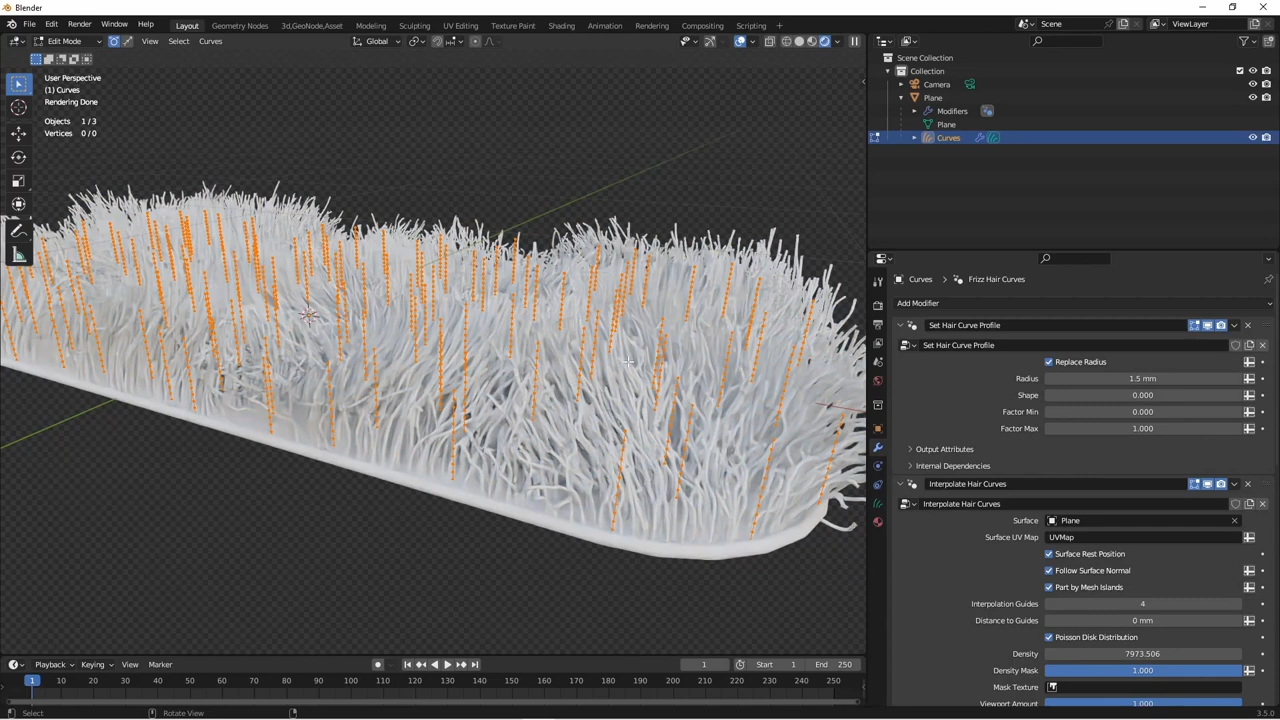 Blender
File Edit Render Window Help Layout Geometry Nodes 3d,GeoNode,Asset Modeling Sculpting UV Editing Texture Paint Shading Animation Rendering Compositing Scripting Scene ViewLayer
Edit Mode View Select Curves Global
User Perspective
(1) Curves
Rendering Done
Objects 1/3
Vertices 0/0
Scene Collection
Collection
Camera
Plane
Modifiers
Plane
Curves
Curves > Frizz Hair Curves
Add Modifier
Set Hair Curve Profile
Set Hair Curve Profile
Replace Radius
Radius 1.5 mm
Shape 0.000
Factor Min 0.000
Factor Max 1.000
Output Attributes
Internal Dependencies
Interpolate Hair Curves
Interpolate Hair Curves
Surface Plane
Surface UV Map UVMap
Surface Rest Position
Follow Surface Normal
Part by Mesh Islands
Interpolation Guides 4
Distance to Guides 0 mm
Poisson Disk Distribution
Density 7973.506
Density Mask 1.000
Mask Texture
Viewport Amount 1.000
Playback Keying View Marker 1 Start 1 End 250
1 10 20 30 40 50 60 70 80 90 100 110 120 130 140 150 160 170 180 190 200 210 220 230 240 250
Select Rotate View 3.5.0